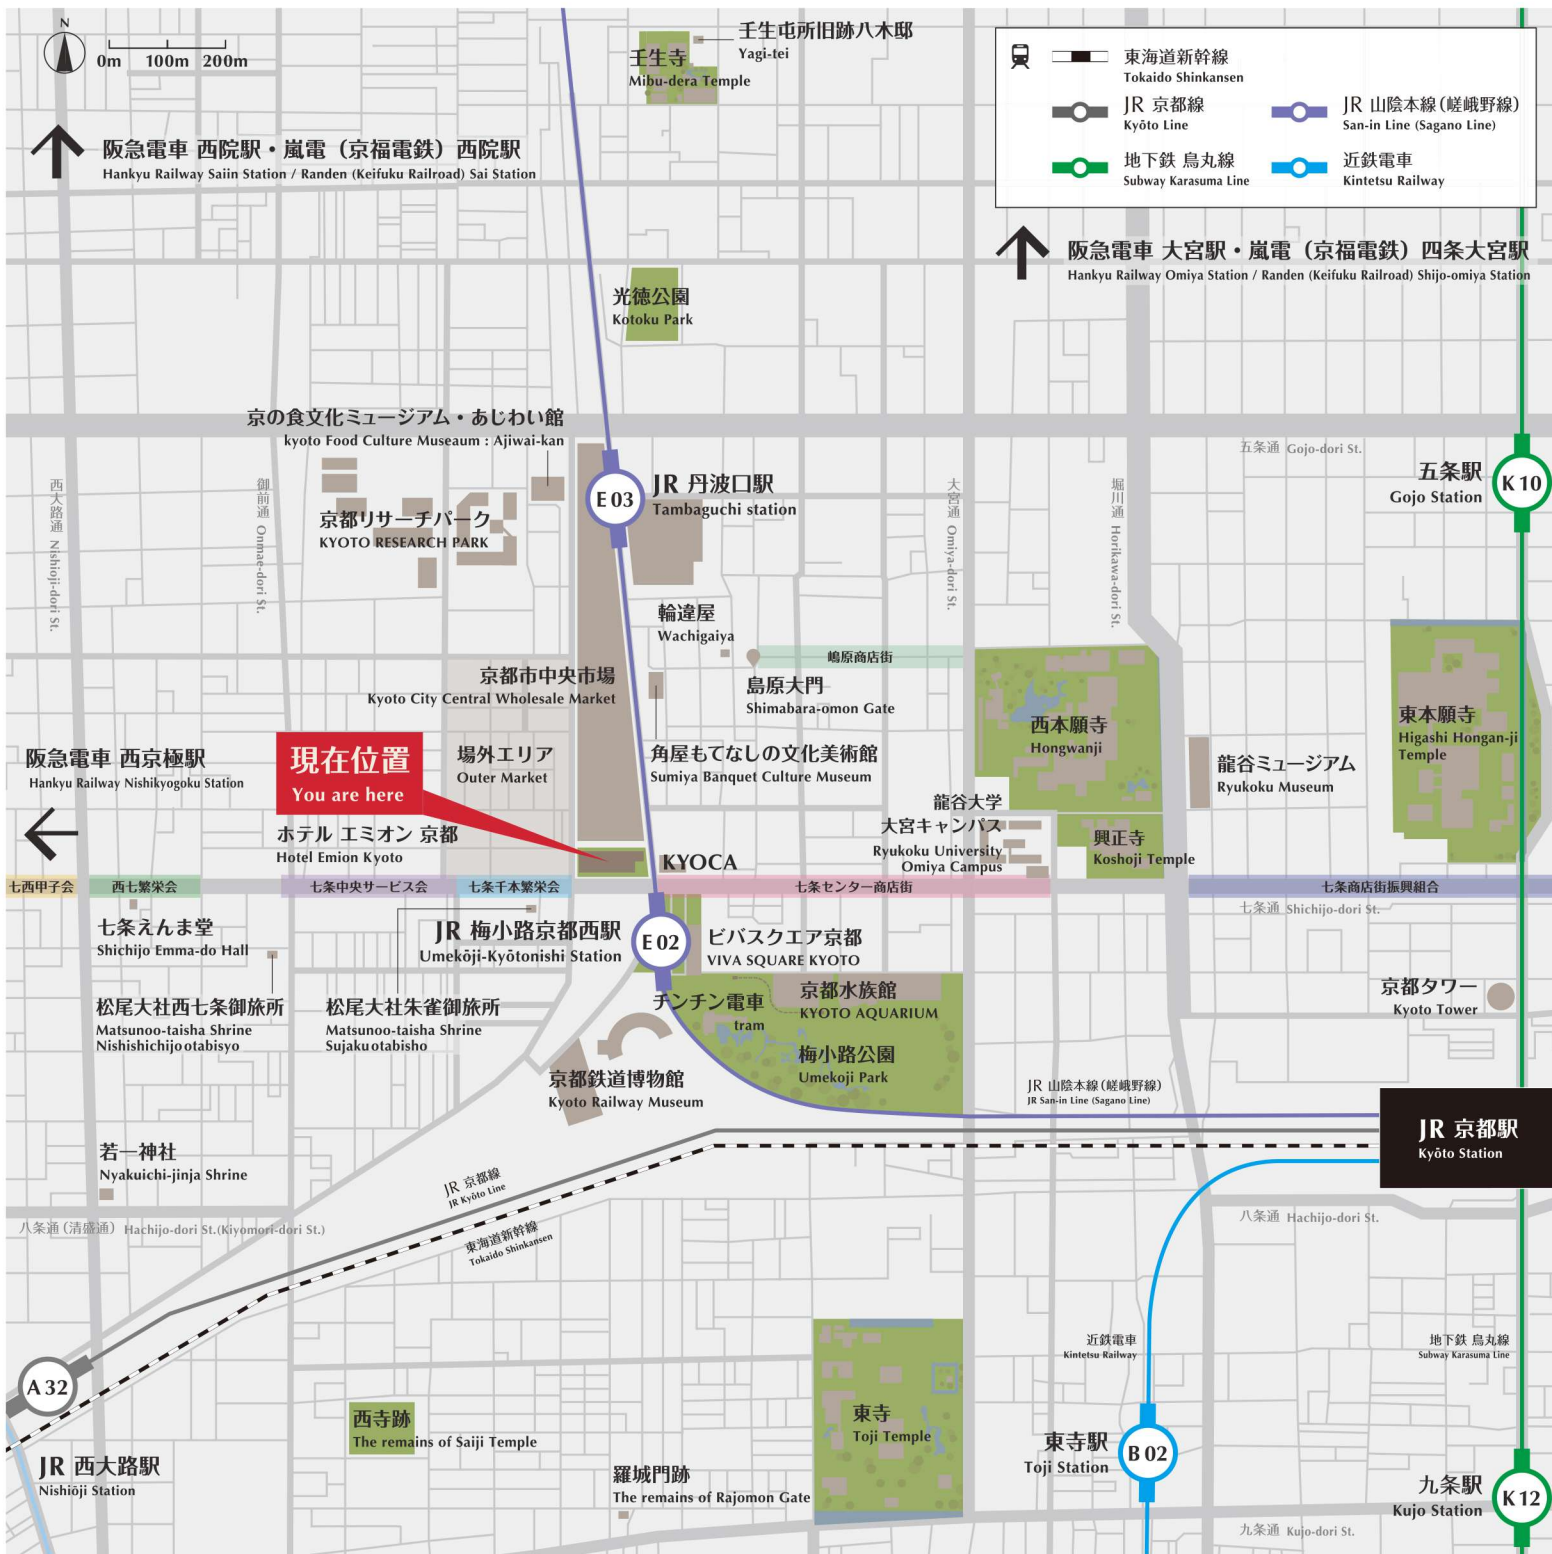 N
0m 100m 200m
壬生屯所旧跡八木邸
Yagi-tei
壬生寺
Mibu-dera Temple
東海道新幹線
Tokaido Shinkansen
JR 京都線
Kyōto Line
JR 山陰本線(嵯峨野線)
San-in Line (Sagano Line)
地下鉄 烏丸線
Subway Karasuma Line
近鉄電車
Kintetsu Railway
阪急電車 西院駅・嵐電（京福電鉄）西院駅
Hankyu Railway Saiin Station / Randen (Keifuku Railroad) Sai Station
阪急電車 大宮駅・嵐電（京福電鉄）四条大宮駅
Hankyu Railway Omiya Station / Randen (Keifuku Railroad) Shijo-omiya Station
光徳公園
Kotoku Park
京の食文化ミュージアム・あじわい館
kyoto Food Culture Museaum : Ajiwai-kan
五条通 Gojo-dori St.
西大路通 Nishioji-dori St.
御前通 Onmae-dori St.
大宮通 Omiya-dori St.
堀川通 Horikawa-dori St.
京都リサーチパーク
KYOTO RESEARCH PARK
E 03
JR 丹波口駅
Tambaguchi station
五条駅
Gojo Station
K 10
輪違屋
Wachigaiya
嶋原商店街
島原大門
Shimabara-omon Gate
京都市中央市場
Kyoto City Central Wholesale Market
西本願寺
Hongwanji
東本願寺
Higashi Hongan-ji
Temple
阪急電車 西京極駅
Hankyu Railway Nishikyogoku Station
現在位置
You are here
場外エリア
Outer Market
角屋もてなしの文化美術館
Sumiya Banquet Culture Museum
龍谷ミュージアム
Ryukoku Museum
ホテル エミオン 京都
Hotel Emion Kyoto
KYOCA
龍谷大学
大宮キャンパス
Ryukoku University
Omiya Campus
興正寺
Koshoji Temple
七西甲子会
西七繁栄会
七条中央サービス会
七条千本繁栄会
七条センター商店街
七条商店街振興組合
七条通 Shichijo-dori St.
七条えんま堂
Shichijo Emma-do Hall
JR 梅小路京都西駅
Umekōji-Kyōtonishi Station
E 02
ビバスクエア京都
VIVA SQUARE KYOTO
松尾大社西七条御旅所
Matsunoo-taisha Shrine
Nishishichijo otabisyo
松尾大社朱雀御旅所
Matsunoo-taisha Shrine
Sujaku otabisho
チンチン電車
tram
京都水族館
KYOTO AQUARIUM
京都タワー
Kyoto Tower
梅小路公園
Umekoji Park
京都鉄道博物館
Kyoto Railway Museum
JR 山陰本線(嵯峨野線)
JR San-in Line (Sagano Line)
JR 京都駅
Kyōto Station
若一神社
Nyakuichi-jinja Shrine
JR 京都線
JR Kyōto Line
東海道新幹線
Tokaido Shinkansen
八条通(清盛通) Hachijo-dori St.(Kiyomori-dori St.)
八条通 Hachijo-dori St.
近鉄電車
Kintetsu Railway
地下鉄 烏丸線
Subway Karasuma Line
A 32
JR 西大路駅
Nishiōji Station
西寺跡
The remains of Saiji Temple
東寺
Toji Temple
東寺駅
Toji Station
B 02
羅城門跡
The remains of Rajomon Gate
九条駅
Kujo Station
K 12
九条通 Kujo-dori St.